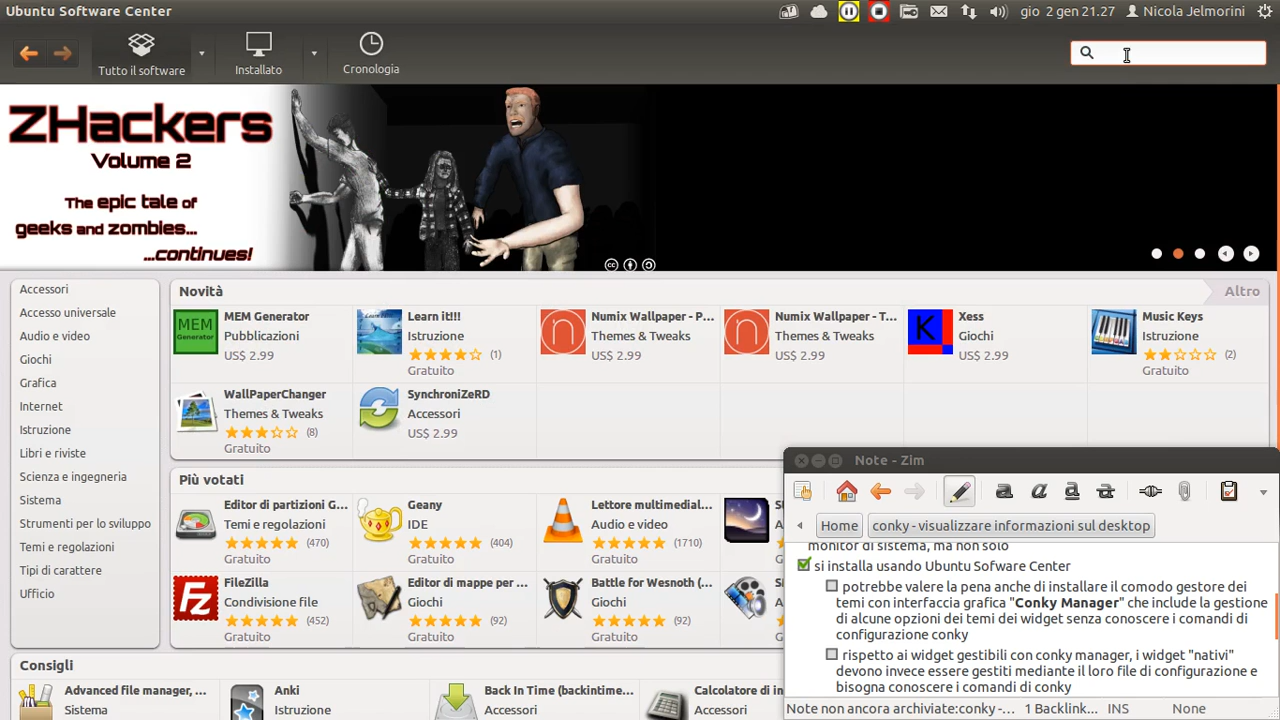 Ubuntu Software Center
gio 2 gen 21.27
Nicola Jelmorini
Tutto il software
Installato
Cronologia
ZHackers
Volume 2
The epic tale of
geeks and zombies...
...continues!
Accessori
Accesso universale
Audio e video
Giochi
Grafica
Internet
Istruzione
Libri e riviste
Scienza e ingegneria
Sistema
Strumenti per lo sviluppo
Temi e regolazioni
Tipi di carattere
Ufficio
Novità
Altro
MEM
Generator
MEM Generator
Pubblicazioni
US$ 2.99
Learn it!!!
Istruzione
(1)
Gratuito
Numix Wallpaper - P...
Themes & Tweaks
US$ 2.99
Numix Wallpaper - T...
Themes & Tweaks
US$ 2.99
Xess
Giochi
US$ 2.99
Music Keys
Istruzione
(2)
Gratuito
WallPaperChanger
Themes & Tweaks
(8)
Gratuito
SynchroniZeRD
Accessori
US$ 2.99
Più votati
Editor di partizioni G...
Temi e regolazioni
(470)
Gratuito
Geany
IDE
(404)
Gratuito
Lettore multimedial...
Audio e video
(1710)
Gratuito
FileZilla
Condivisione file
(452)
Gratuito
Editor di mappe per ...
Giochi
(92)
Gratuito
Battle for Wesnoth (...
Giochi
(92)
Gratuito
Consigli
Advanced file manager, ...
Sistema
Anki
Istruzione
Back In Time (backintime...
Accessori
Calcolatore di in
Accessori
Note - Zim
Home
conky - visualizzare informazioni sul desktop
monitor di sistema, ma non solo
si installa usando Ubuntu Sofware Center
potrebbe valere la pena anche di installare il comodo gestore dei
temi con interfaccia grafica "Conky Manager" che include la gestione
di alcune opzioni dei temi dei widget senza conoscere i comandi di
configurazione conky
rispetto ai widget gestibili con conky manager, i widget "nativi"
devono invece essere gestiti mediante il loro file di configurazione e
bisogna conoscere i comandi di conky
Note non ancora archiviate:conky -...
1 Backlink...
INS
None